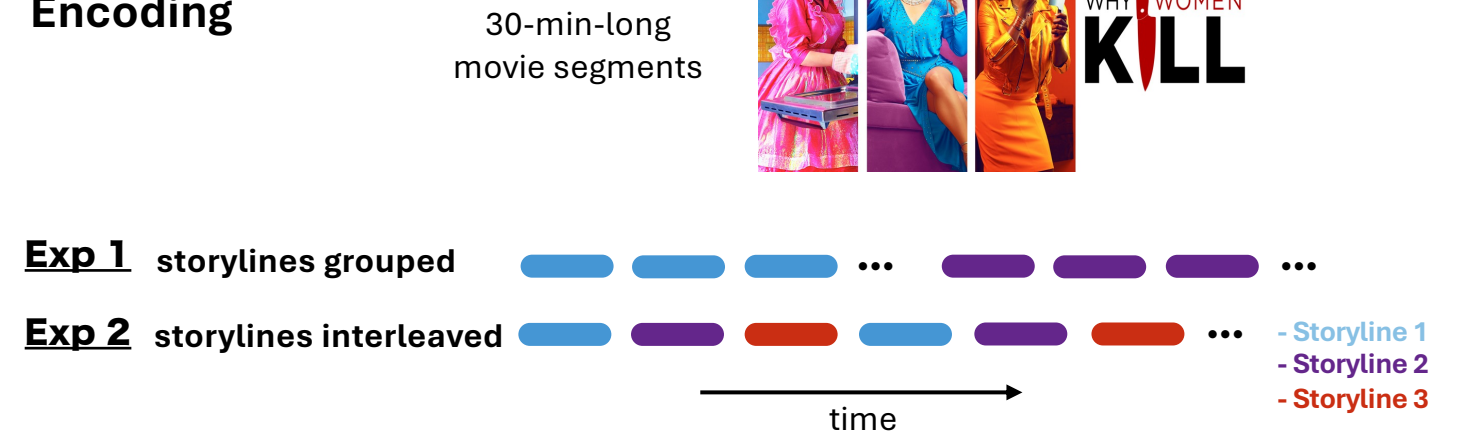 Encoding
30-min-long
movie segments
WHY WOMEN
KILL
Exp 1 storylines grouped ... ...
Exp 2 storylines interleaved ...
- Storyline 1
- Storyline 2
- Storyline 3
time